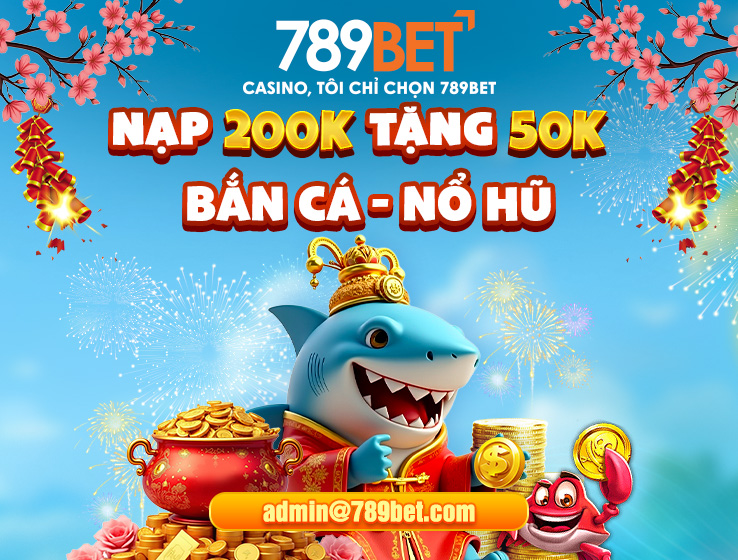 789BET
CASINO, TÔI CHỈ CHỌN 789BET
NẠP 200K TẶNG 50K
BẮN CÁ - NỔ HŨ
admin@789bet.com